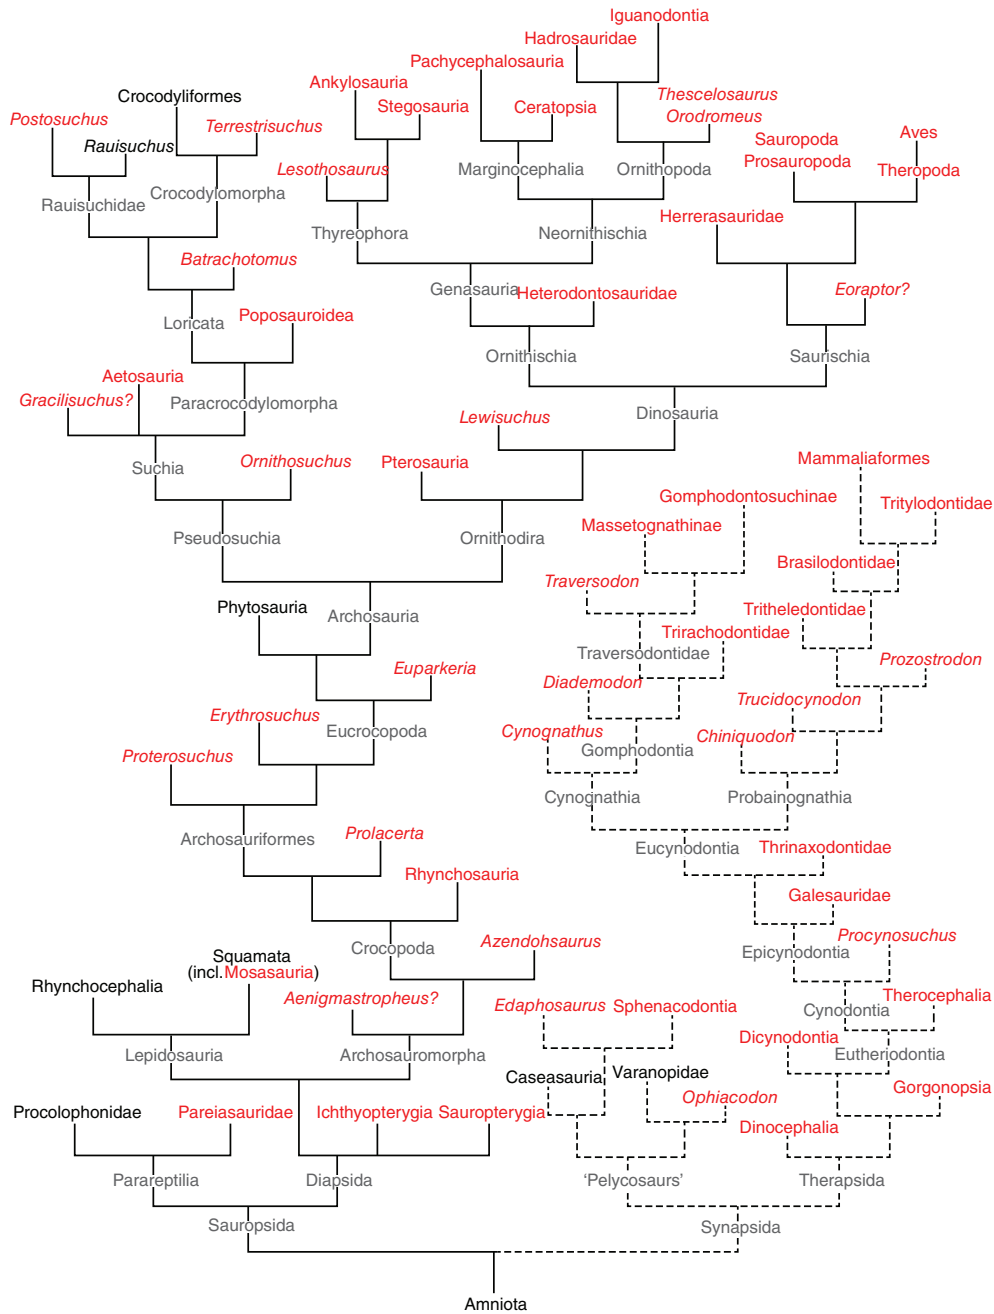 Iguanodontia
Hadrosauridae
Pachycephalosauria
Ankylosauria
Crocodyliformes
Thescelosaurus
Stegosauria
Ceratopsia
Orodromeus
Postosuchus
Terrestrisuchus
Aves
Sauropoda
Rauisuchus
Prosauropoda
Lesothosaurus
Marginocephalia
Ornithopoda
Theropoda
Crocodylomorpha
Rauisuchidae
Herrerasauridae
Thyreophora
Neornithischia
Batrachotomus
Genasauria
Heterodontosauridae
Eoraptor?
Poposauroidea
Loricata
Ornithischia
Saurischia
Aetosauria
Gracilisuchus?
Paracrocodylomorpha
Dinosauria
Lewisuchus
Mammaliaformes
Suchia
Ornithosuchus
Pterosauria
Gomphodontosuchinae
Tritylodontidae
Massetognathinae
Pseudosuchia
Ornithodira
Brasilodontidae
Traversodon
Phytosauria
Tritheledontidae
Archosauria
Trirachodontidae
Traversodontidae
Prozostrodon
Euparkeria
Diademodon
Trucidocynodon
Erythrosuchus
Eucrocopoda
Cynognathus
Chiniquodon
Gomphodontia
Proterosuchus
Cynognathia
Probainognathia
Prolacerta
Archosauriformes
Eucynodontia
Thrinaxodontidae
Rhynchosauria
Galesauridae
Procynosuchus
Azendohsaurus
Crocopoda
Epicynodontia
Squamata
(incl. Mosasauria)
Rhynchocephalia
Therocephalia
Aenigmastropheus?
Edaphosaurus
Sphenacodontia
Cynodontia
Dicynodontia
Lepidosauria
Archosauromorpha
Eutheriodontia
Varanopidae
Caseasauria
Gorgonopsia
Ophiacodon
Procolophonidae
Pareiasauridae
Ichthyopterygia
Sauropterygia
Dinocephalia
Parareptilia
Diapsida
‘Pelycosaurs’
Therapsida
Sauropsida
Synapsida
Amniota